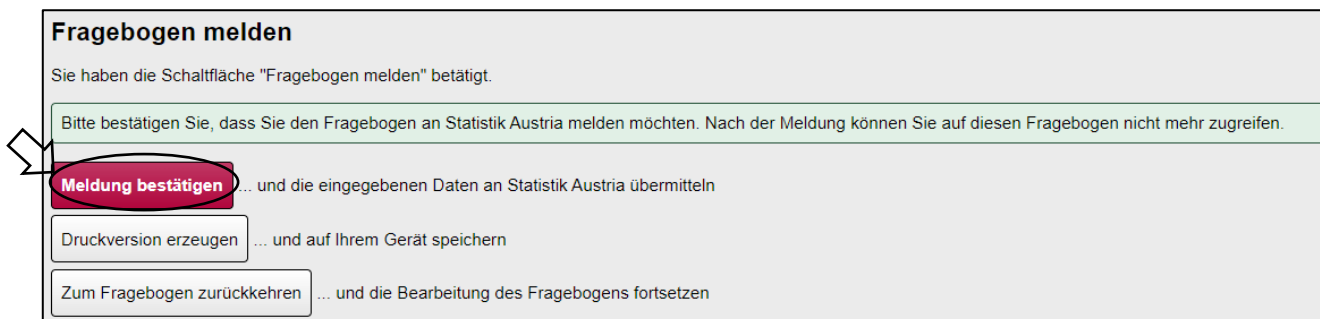 Fragebogen melden
Sie haben die Schaltfläche "Fragebogen melden" betätigt.
Bitte bestätigen Sie, dass Sie den Fragebogen an Statistik Austria melden möchten. Nach der Meldung können Sie auf diesen Fragebogen nicht mehr zugreifen.
Meldung bestätigen ... und die eingegebenen Daten an Statistik Austria übermitteln
Druckversion erzeugen ... und auf Ihrem Gerät speichern
Zum Fragebogen zurückkehren ... und die Bearbeitung des Fragebogens fortsetzen